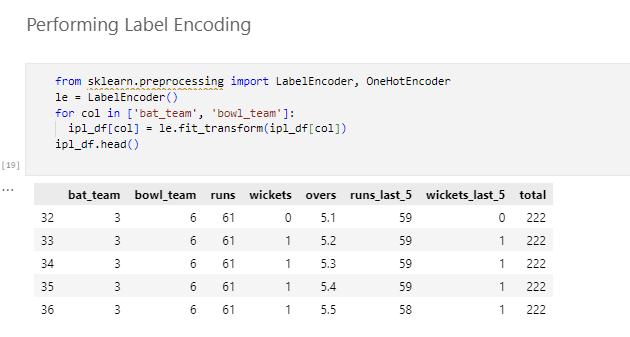 Performing Label Encoding
from sklearn.preprocessing import LabelEncoder, OneHotEncoder
le = LabelEncoder()
for col in ['bat_team', 'bowl_team']:
ipl_df[col] = le.fit_transform(ipl_df[col])
ipl_df.head()
[19]
...
bat_team bowl_team runs wickets overs runs_last_5 wickets_last_5 total
32 3 6 61 0 5.1 59 0 222
33 3 6 61 1 5.2 59 1 222
34 3 6 61 1 5.3 59 1 222
35 3 6 61 1 5.4 59 1 222
36 3 6 61 1 5.5 58 1 222